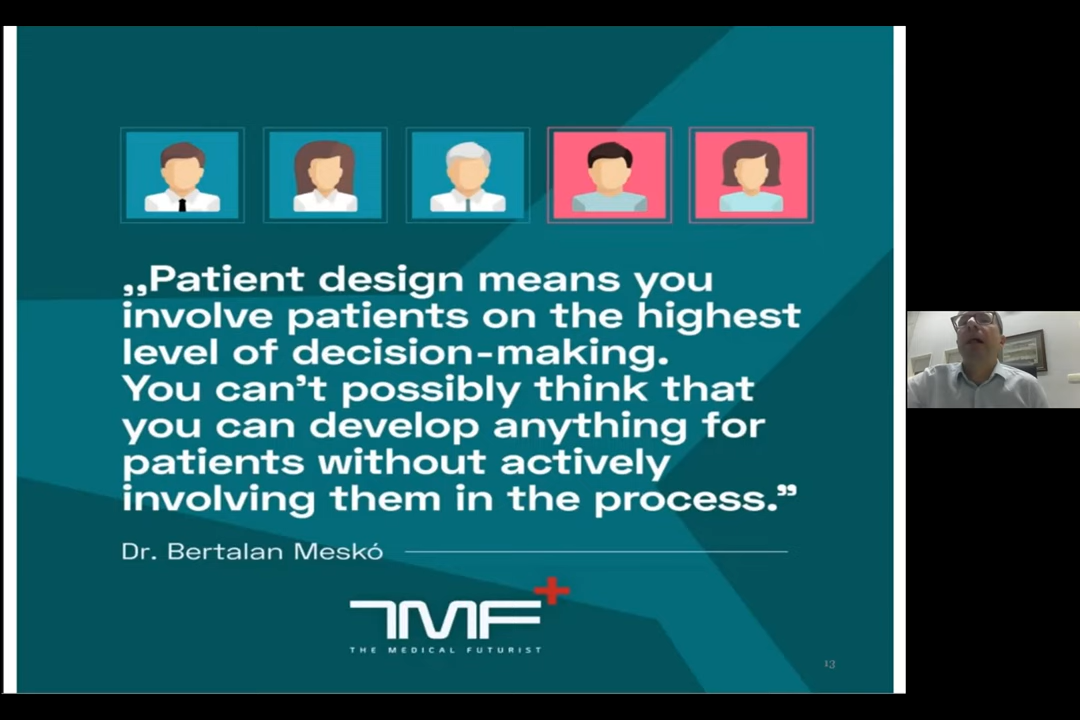 „Patient design means you
involve patients on the highest
level of decision-making.
You can’t possibly think that
you can develop anything for
patients without actively
involving them in the process.”
Dr. Bertalan Meskó
TMF
THE MEDICAL FUTURIST
13